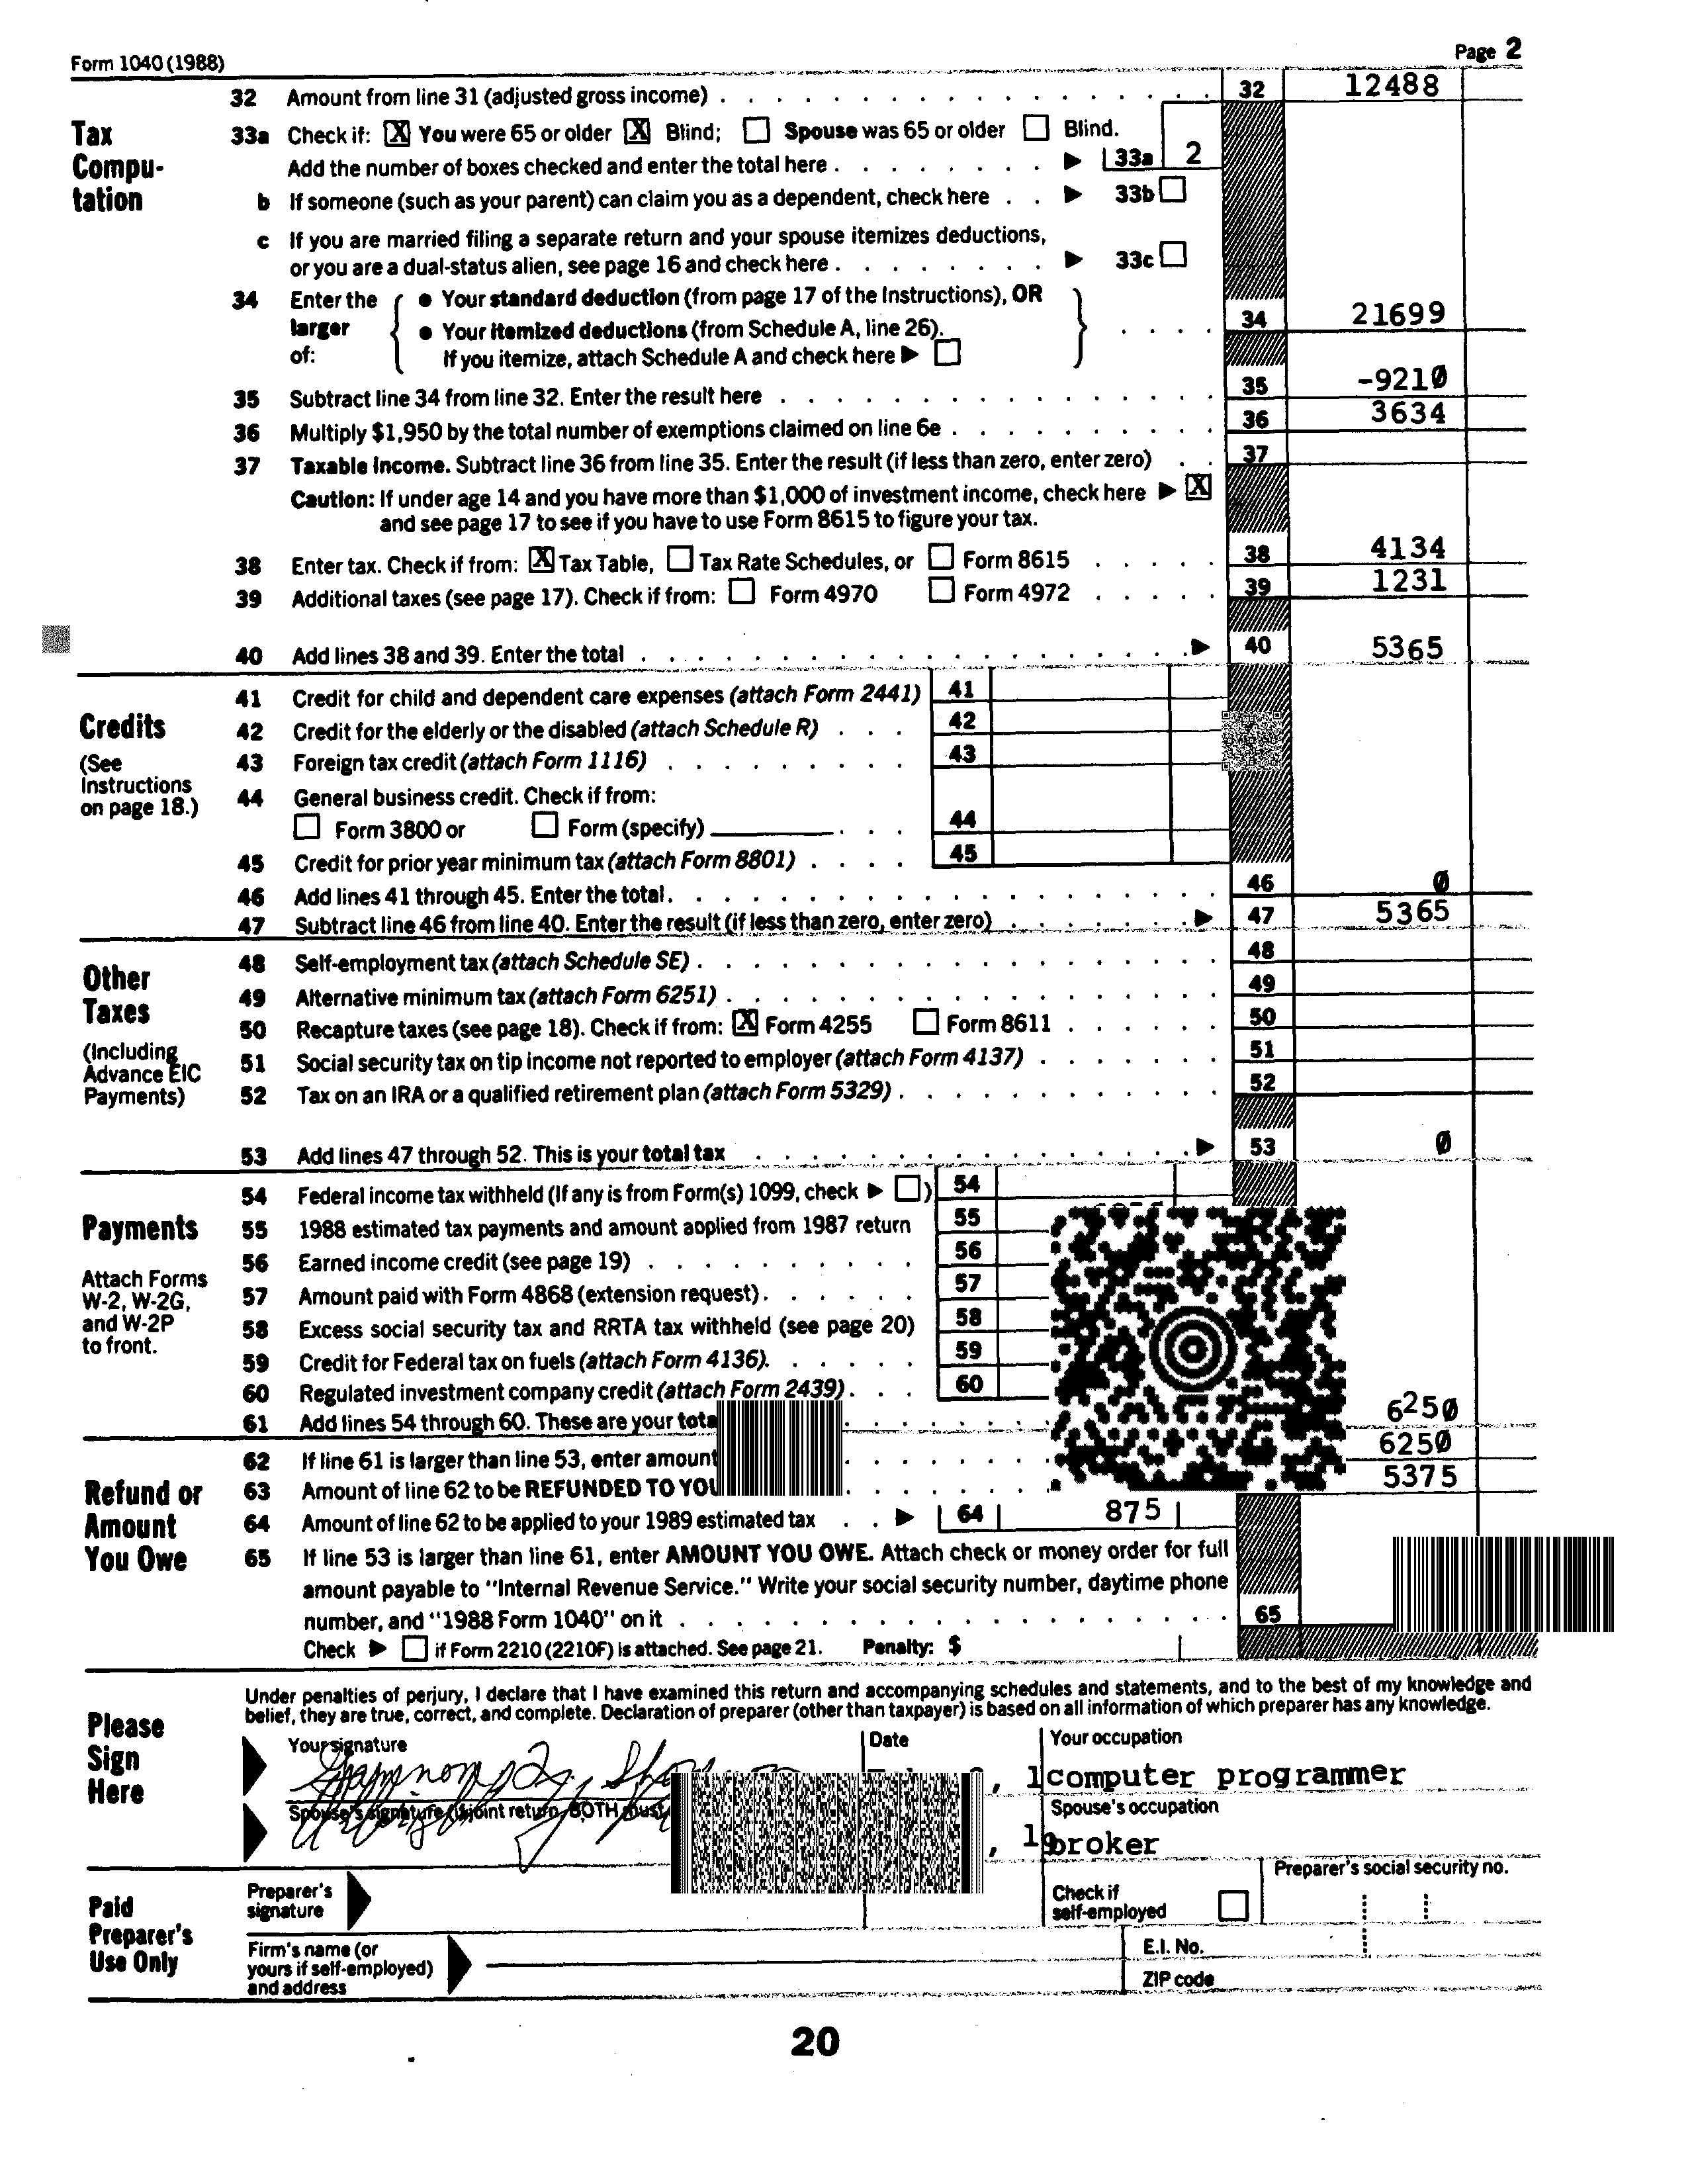 Form 1040 (1988) Page 2
32 Amount from line 31 (adjusted gross income) 32 12488
Tax Compu-tation
33a Check if: X You were 65 or older X Blind; Spouse was 65 or older Blind.
Add the number of boxes checked and enter the total here 33a 2
b If someone (such as your parent) can claim you as a dependent, check here 33b
c If you are married filing a separate return and your spouse itemizes deductions,
or you are a dual-status alien, see page 16 and check here 33c
34 Enter the larger of:
• Your standard deduction (from page 17 of the Instructions), OR
• Your itemized deductions (from Schedule A, line 26).
If you itemize, attach Schedule A and check here
34 21699
35 Subtract line 34 from line 32. Enter the result here 35 -9210
36 Multiply $1,950 by the total number of exemptions claimed on line 6e 36 3634
37 Taxable income. Subtract line 36 from line 35. Enter the result (if less than zero, enter zero) 37
Caution: If under age 14 and you have more than $1,000 of investment income, check here X
and see page 17 to see if you have to use Form 8615 to figure your tax.
38 Enter tax. Check if from: X Tax Table, Tax Rate Schedules, or Form 8615 38 4134
39 Additional taxes (see page 17). Check if from: Form 4970 Form 4972 39 1231
40 Add lines 38 and 39. Enter the total 40 5365
Credits
(See Instructions on page 18.)
41 Credit for child and dependent care expenses (attach Form 2441) 41
42 Credit for the elderly or the disabled (attach Schedule R) 42
43 Foreign tax credit (attach Form 1116) 43
44 General business credit. Check if from:
Form 3800 or Form (specify) 44
45 Credit for prior year minimum tax (attach Form 8801) 45
46 Add lines 41 through 45. Enter the total 46 0
47 Subtract line 46 from line 40. Enter the result (if less than zero, enter zero) 47 5365
Other Taxes
(Including Advance EIC Payments)
48 Self-employment tax (attach Schedule SE) 48
49 Alternative minimum tax (attach Form 6251) 49
50 Recapture taxes (see page 18). Check if from: X Form 4255 Form 8611 50
51 Social security tax on tip income not reported to employer (attach Form 4137) 51
52 Tax on an IRA or a qualified retirement plan (attach Form 5329) 52
53 Add lines 47 through 52. This is your total tax 53 0
Payments
Attach Forms W-2, W-2G, and W-2P to front.
54 Federal income tax withheld (If any is from Form(s) 1099, check ) 54
55 1988 estimated tax payments and amount applied from 1987 return 55
56 Earned income credit (see page 19) 56
57 Amount paid with Form 4868 (extension request) 57
58 Excess social security tax and RRTA tax withheld (see page 20) 58
59 Credit for Federal tax on fuels (attach Form 4136) 59
60 Regulated investment company credit (attach Form 2439) 60
61 Add lines 54 through 60. These are your 6250
Refund or Amount You Owe
62 If line 61 is larger than line 53, enter amount 6250
63 Amount of line 62 to be REFUNDED TO 5375
64 Amount of line 62 to be applied to your 1989 estimated tax 64 875
65 If line 53 is larger than line 61, enter AMOUNT YOU OWE. Attach check or money order for full
amount payable to "Internal Revenue Service." Write your social security number, daytime phone
number, and "1988 Form 1040" on it 65
Check if Form 2210 (2210F) is attached. See page 21. Penalty: $
Please Sign Here
Under penalties of perjury, I declare that I have examined this return and accompanying schedules and statements, and to the best of my knowledge and
belief, they are true, correct, and complete. Declaration of preparer (other than taxpayer) is based on all information of which preparer has any knowledge.
Your signature Date Your occupation
computer programmer
Spouse's signature (if joint return, BOTH must Spouse's occupation
broker
Paid Preparer's Use Only
Preparer's signature
Check if self-employed
Preparer's social security no.
Firm's name (or yours if self-employed) and address
E.I. No.
ZIP code
20